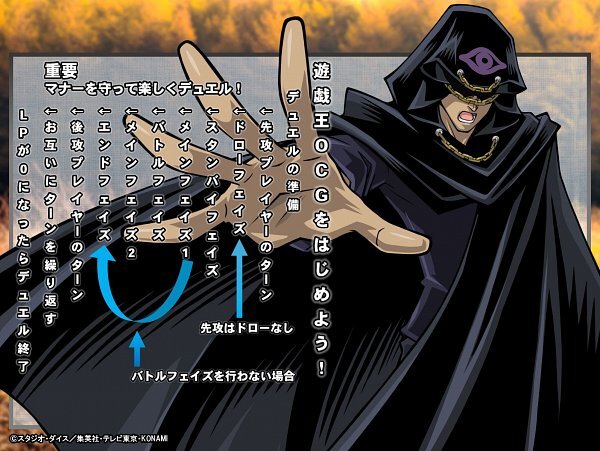 遊戯王OCGをはじめよう!
デュエルの準備
←先攻プレイヤーのターン
←ドローフェイズ
←スタンバイフェイズ
←メインフェイズ1
←バトルフェイズ
←メインフェイズ2
←エンドフェイズ
←後攻プレイヤーのターン
←お互いにターンを繰り返す
LPが0になったらデュエル終了
重要
マナーを守って楽しくデュエル!
先攻はドローなし
バトルフェイズを行わない場合
©スタジオ・ダイス/集英社・テレビ東京・KONAMI